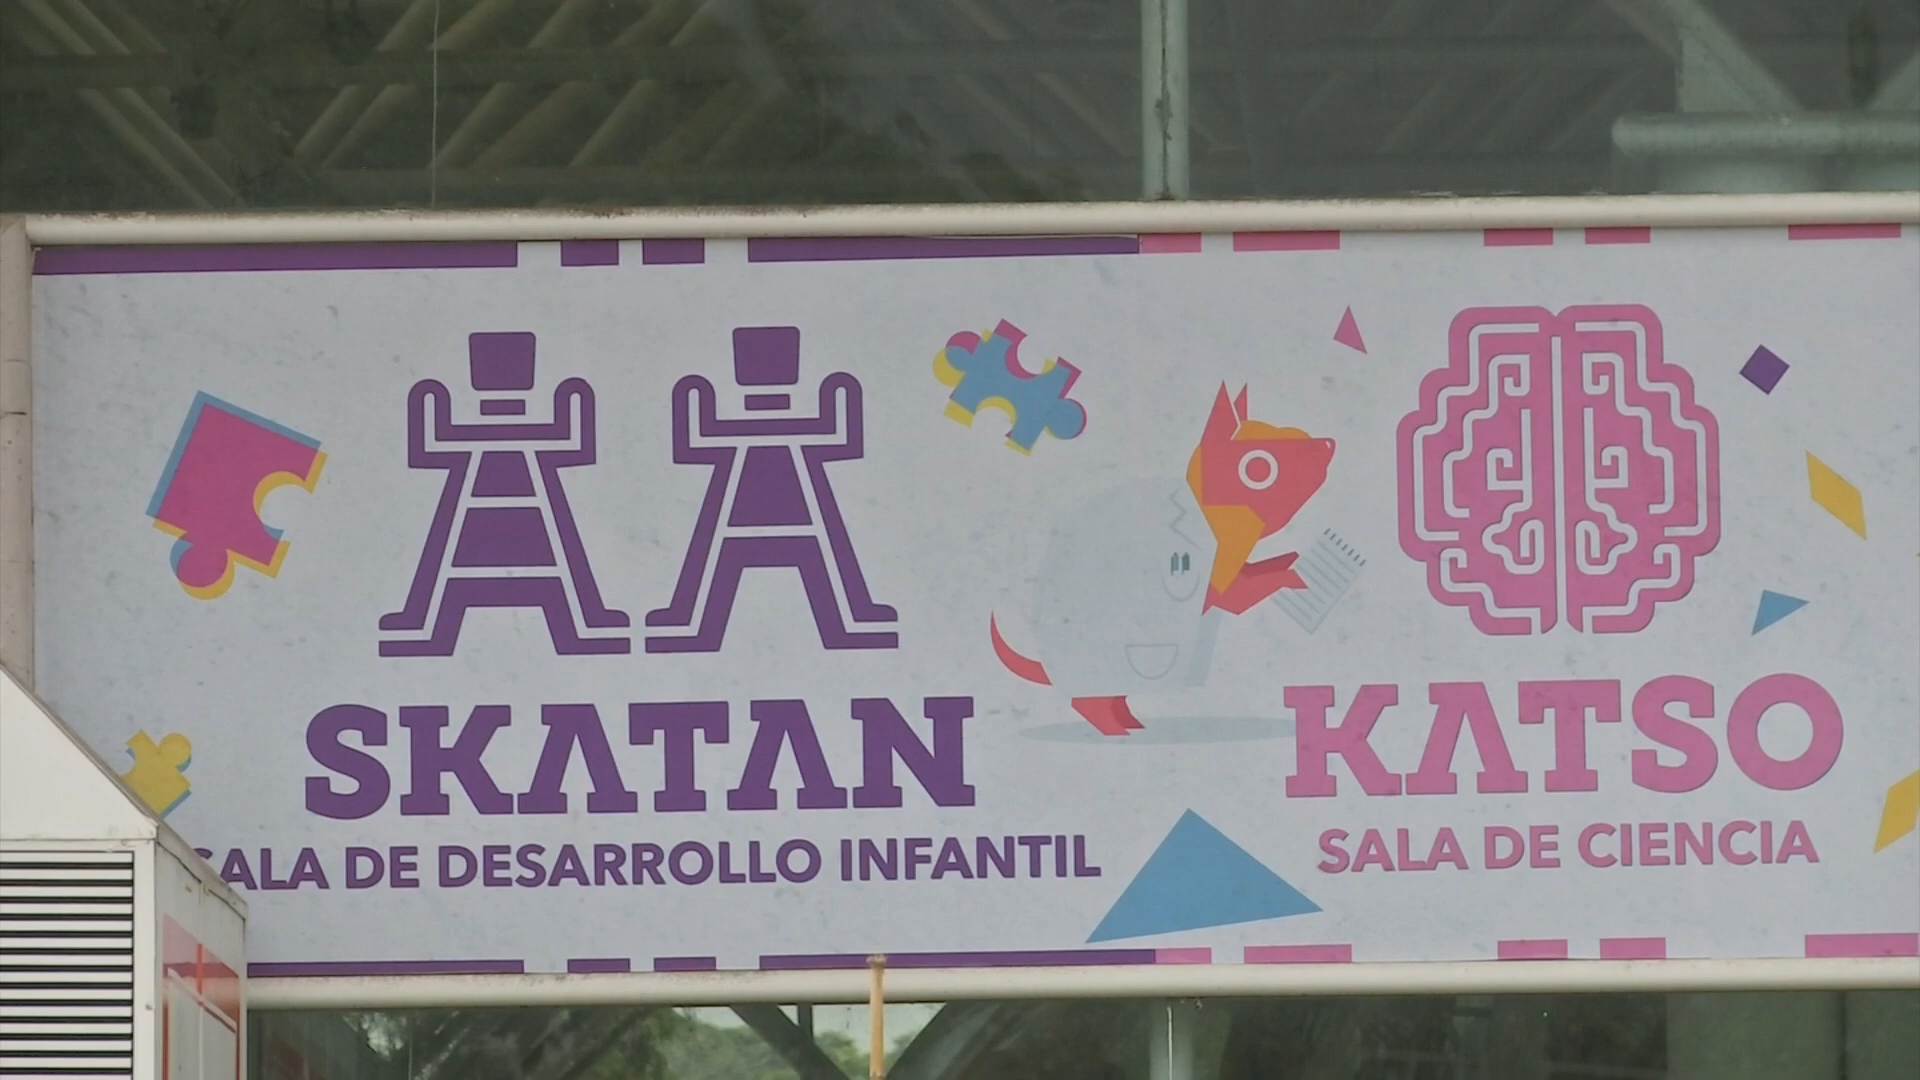 SKATAN
SALA DE DESARROLLO INFANTIL
KATSO
SALA DE CIENCIA